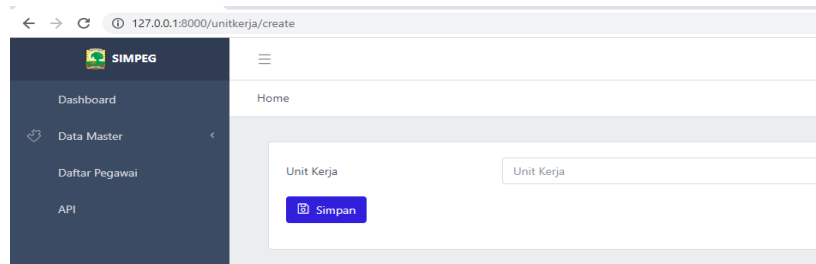 127.0.0.1:8000/unitkerja/create
SIMPEG
Dashboard
Home
Data Master
Daftar Pegawai
Unit Kerja
Unit Kerja
Simpan
API